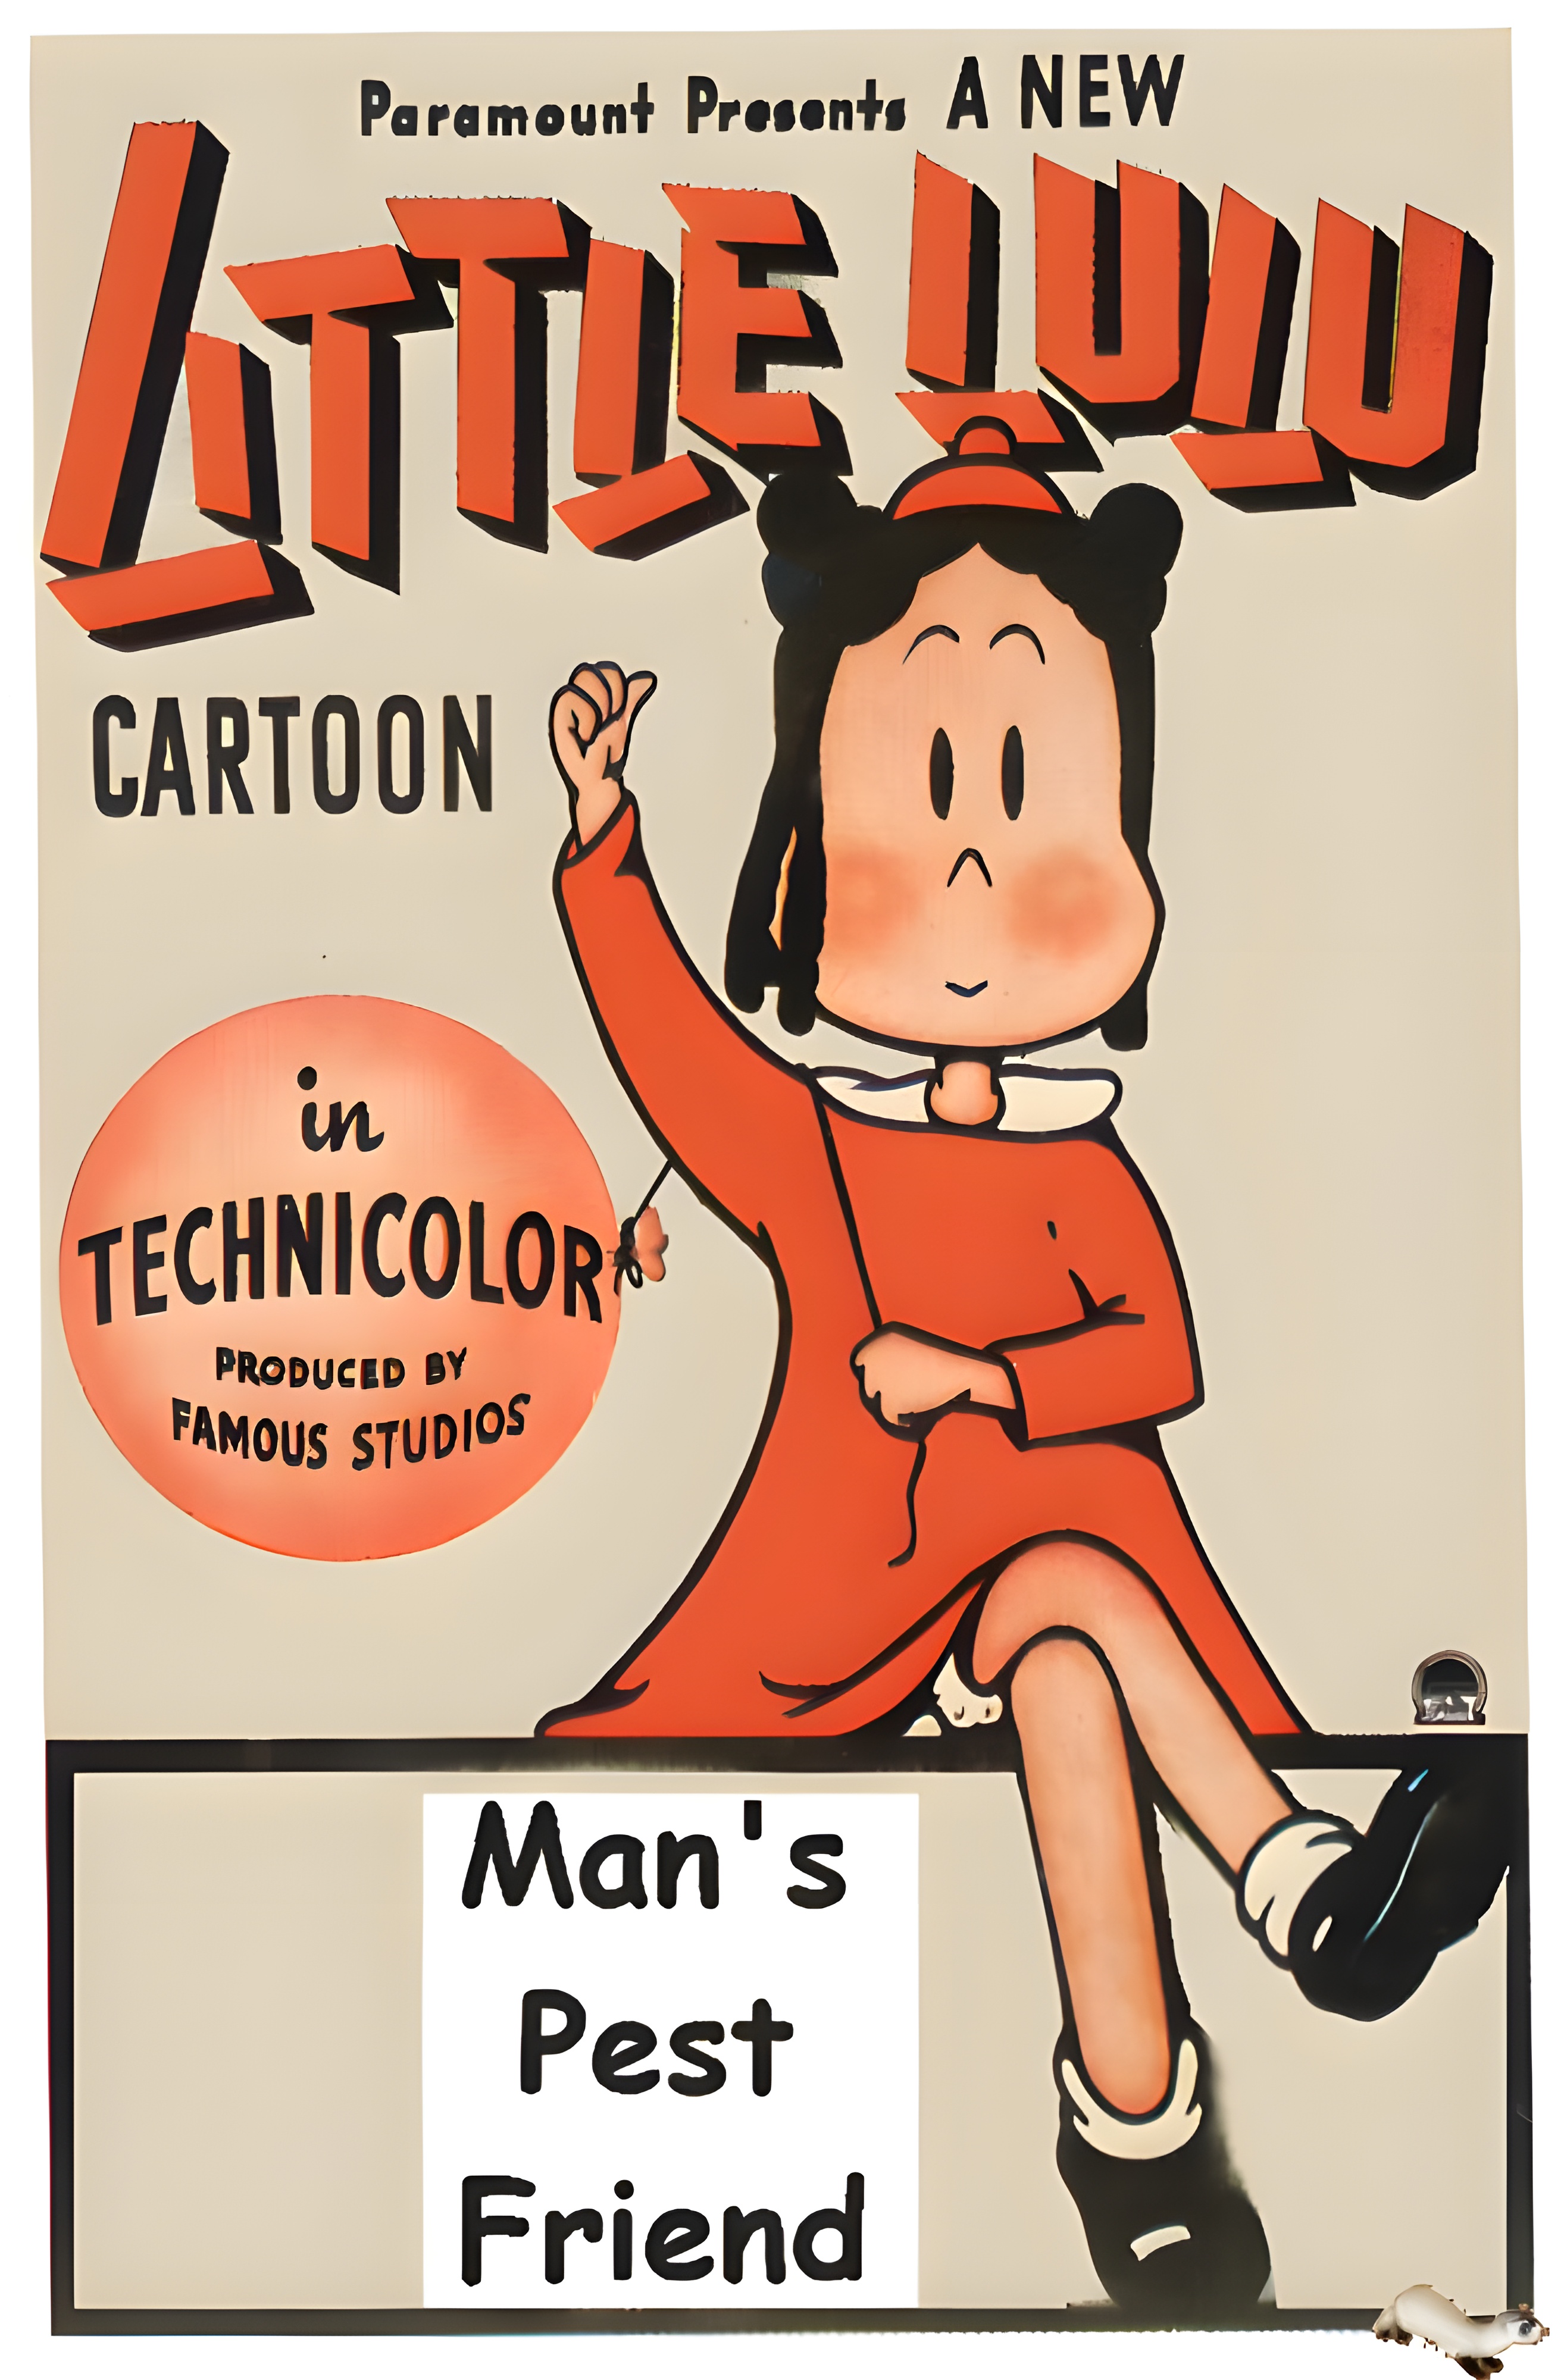 Paramount Presents A NEW
LITTLE LULU
CARTOON
in
TECHNICOLOR
PRODUCED BY
FAMOUS STUDIOS
Man's
Pest
Friend